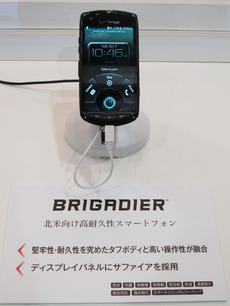 verizon
10:46
BRIGADIER
北米向け高耐久性スマートフォン
堅牢性・耐久性を究めたタフボディと高い操作性が融合
ディスプレイパネルにサファイアを採用